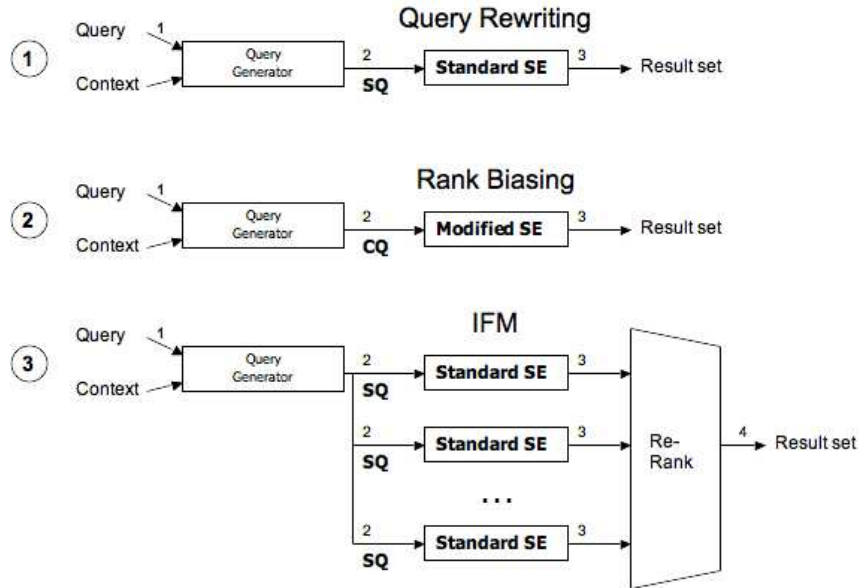 Query Rewriting
1
Query 1
Context
Query
Generator
2
SQ
Standard SE
3
Result set
Rank Biasing
2
Query 1
Context
Query
Generator
2
CQ
Modified SE
3
Result set
IFM
3
Query 1
Context
Query
Generator
2
SQ
Standard SE
3
2
SQ
Standard SE
3
...
2
SQ
Standard SE
3
Re-
Rank
4
Result set